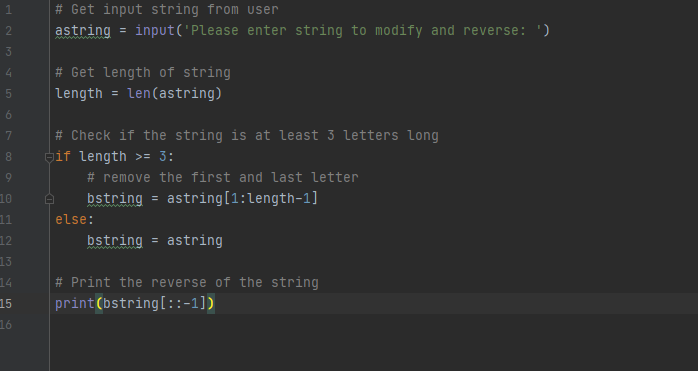 1 # Get input string from user
2 astring = input('Please enter string to modify and reverse: ')
3
4 # Get length of string
5 length = len(astring)
6
7 # Check if the string is at least 3 letters long
8 if length >= 3:
9     # remove the first and last letter
10     bstring = astring[1:length-1]
11 else:
12     bstring = astring
13
14 # Print the reverse of the string
15 print(bstring[::-1])
16